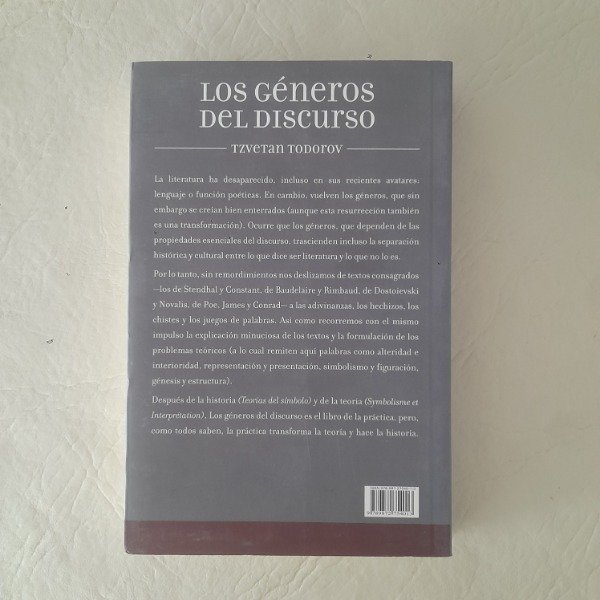 Los Géneros
del Discurso
Tzvetan Todorov
La literatura ha desaparecido, incluso en sus recientes avatares:
lenguaje o función poéticas. En cambio, vuelven los géneros, que sin
embargo se creían bien enterrados (aunque esta resurrección también
es una transformación). Ocurre que los géneros, que dependen de las
propiedades esenciales del discurso, trascienden incluso la separación
histórica y cultural entre lo que dice ser literatura y lo que no lo es.
Por lo tanto, sin remordimientos nos deslizamos de textos consagrados
—los de Stendhal y Constant, de Baudelaire y Rimbaud, de Dostoievski
y Novalis, de Poe, James y Conrad— a las adivinanzas, los hechizos, los
chistes y los juegos de palabras. Así como recorremos con el mismo
impulso la explicación minuciosa de los textos y la formulación de los
problemas teóricos (a lo cual remiten aquí palabras como alteridad e
interioridad, representación y presentación, simbolismo y figuración,
génesis y estructura).
Después de la historia (Teorías del símbolo) y de la teoría (Symbolisme et
Interprétation), Los géneros del discurso es el libro de la práctica, pero,
como todos saben, la práctica transforma la teoría y hace la historia.